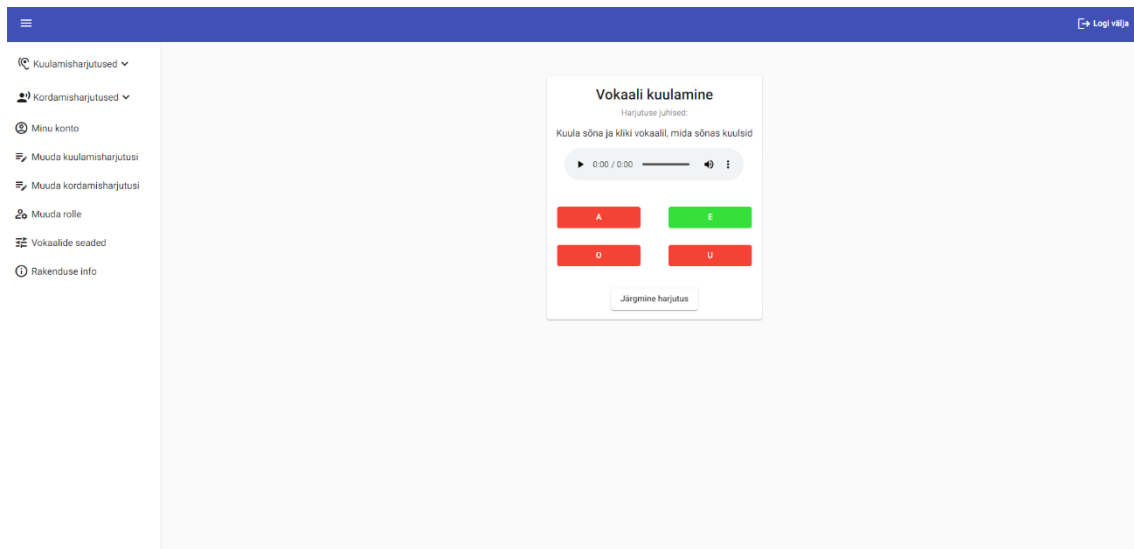 Logi välja
Kuulamisharjutused
Kordamisharjutused
Minu konto
Muuda kuulamisharjutusi
Muuda kordamisharjutusi
Muuda rolle
Vokaalide seaded
Rakenduse info
Vokaali kuulamine
Harjutuse juhised:
Kuula sõna ja kliki vokaalil, mida sõnas kuulsid
0:00 / 0:00
A E
O U
Järgmine harjutus